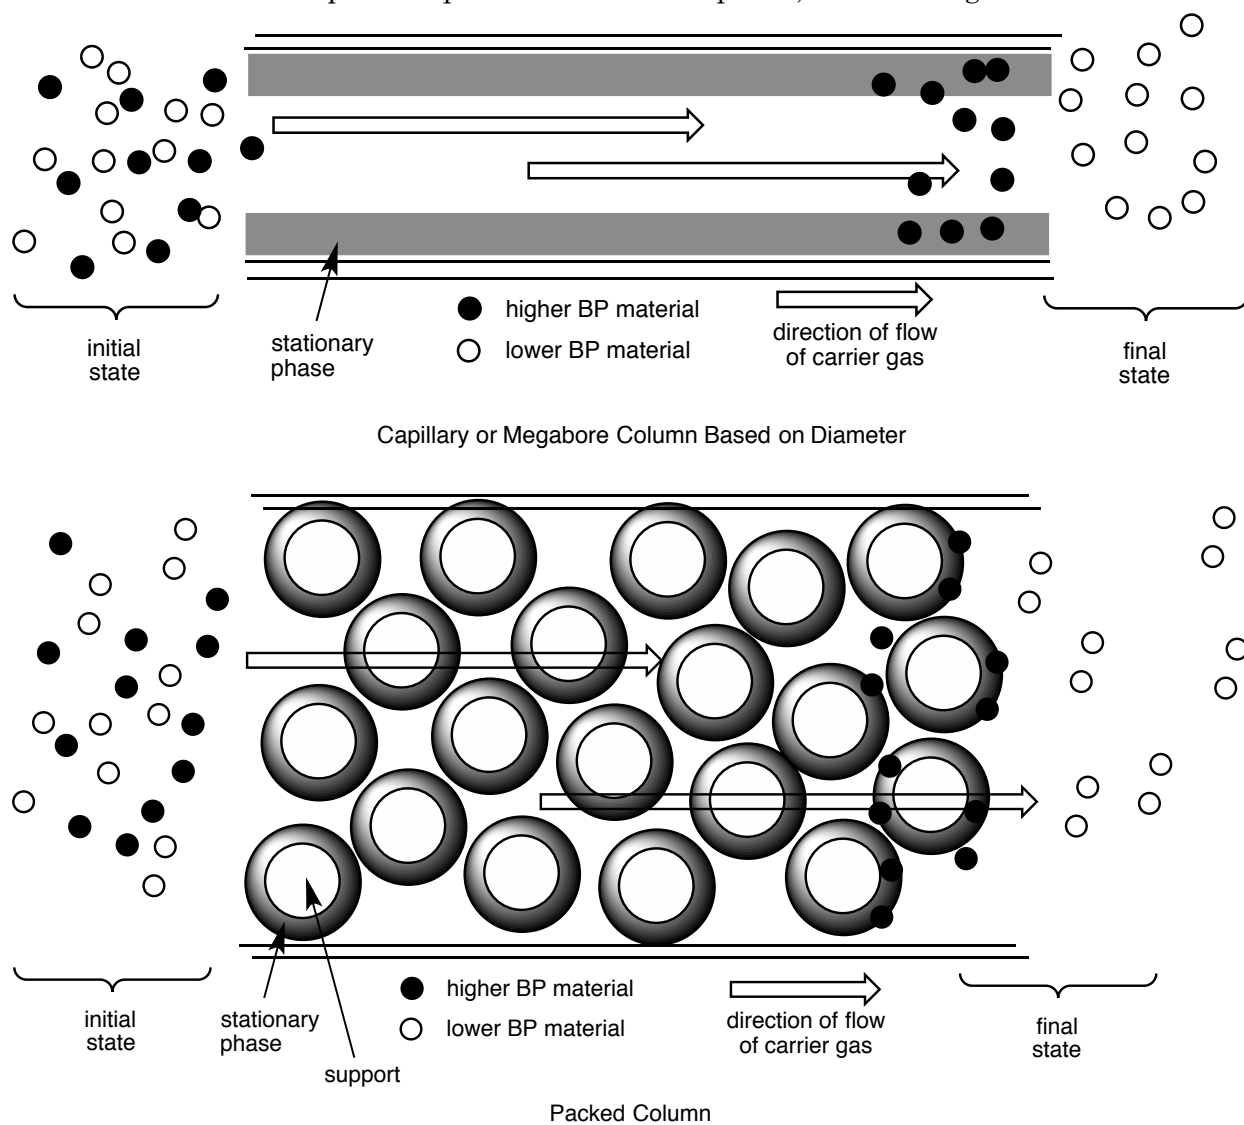 initial
state
stationary
phase
higher BP material
lower BP material
direction of flow
of carrier gas
final
state
Capillary or Megabore Column Based on Diameter
initial
state
stationary
phase
support
higher BP material
lower BP material
direction of flow
of carrier gas
final
state
Packed Column